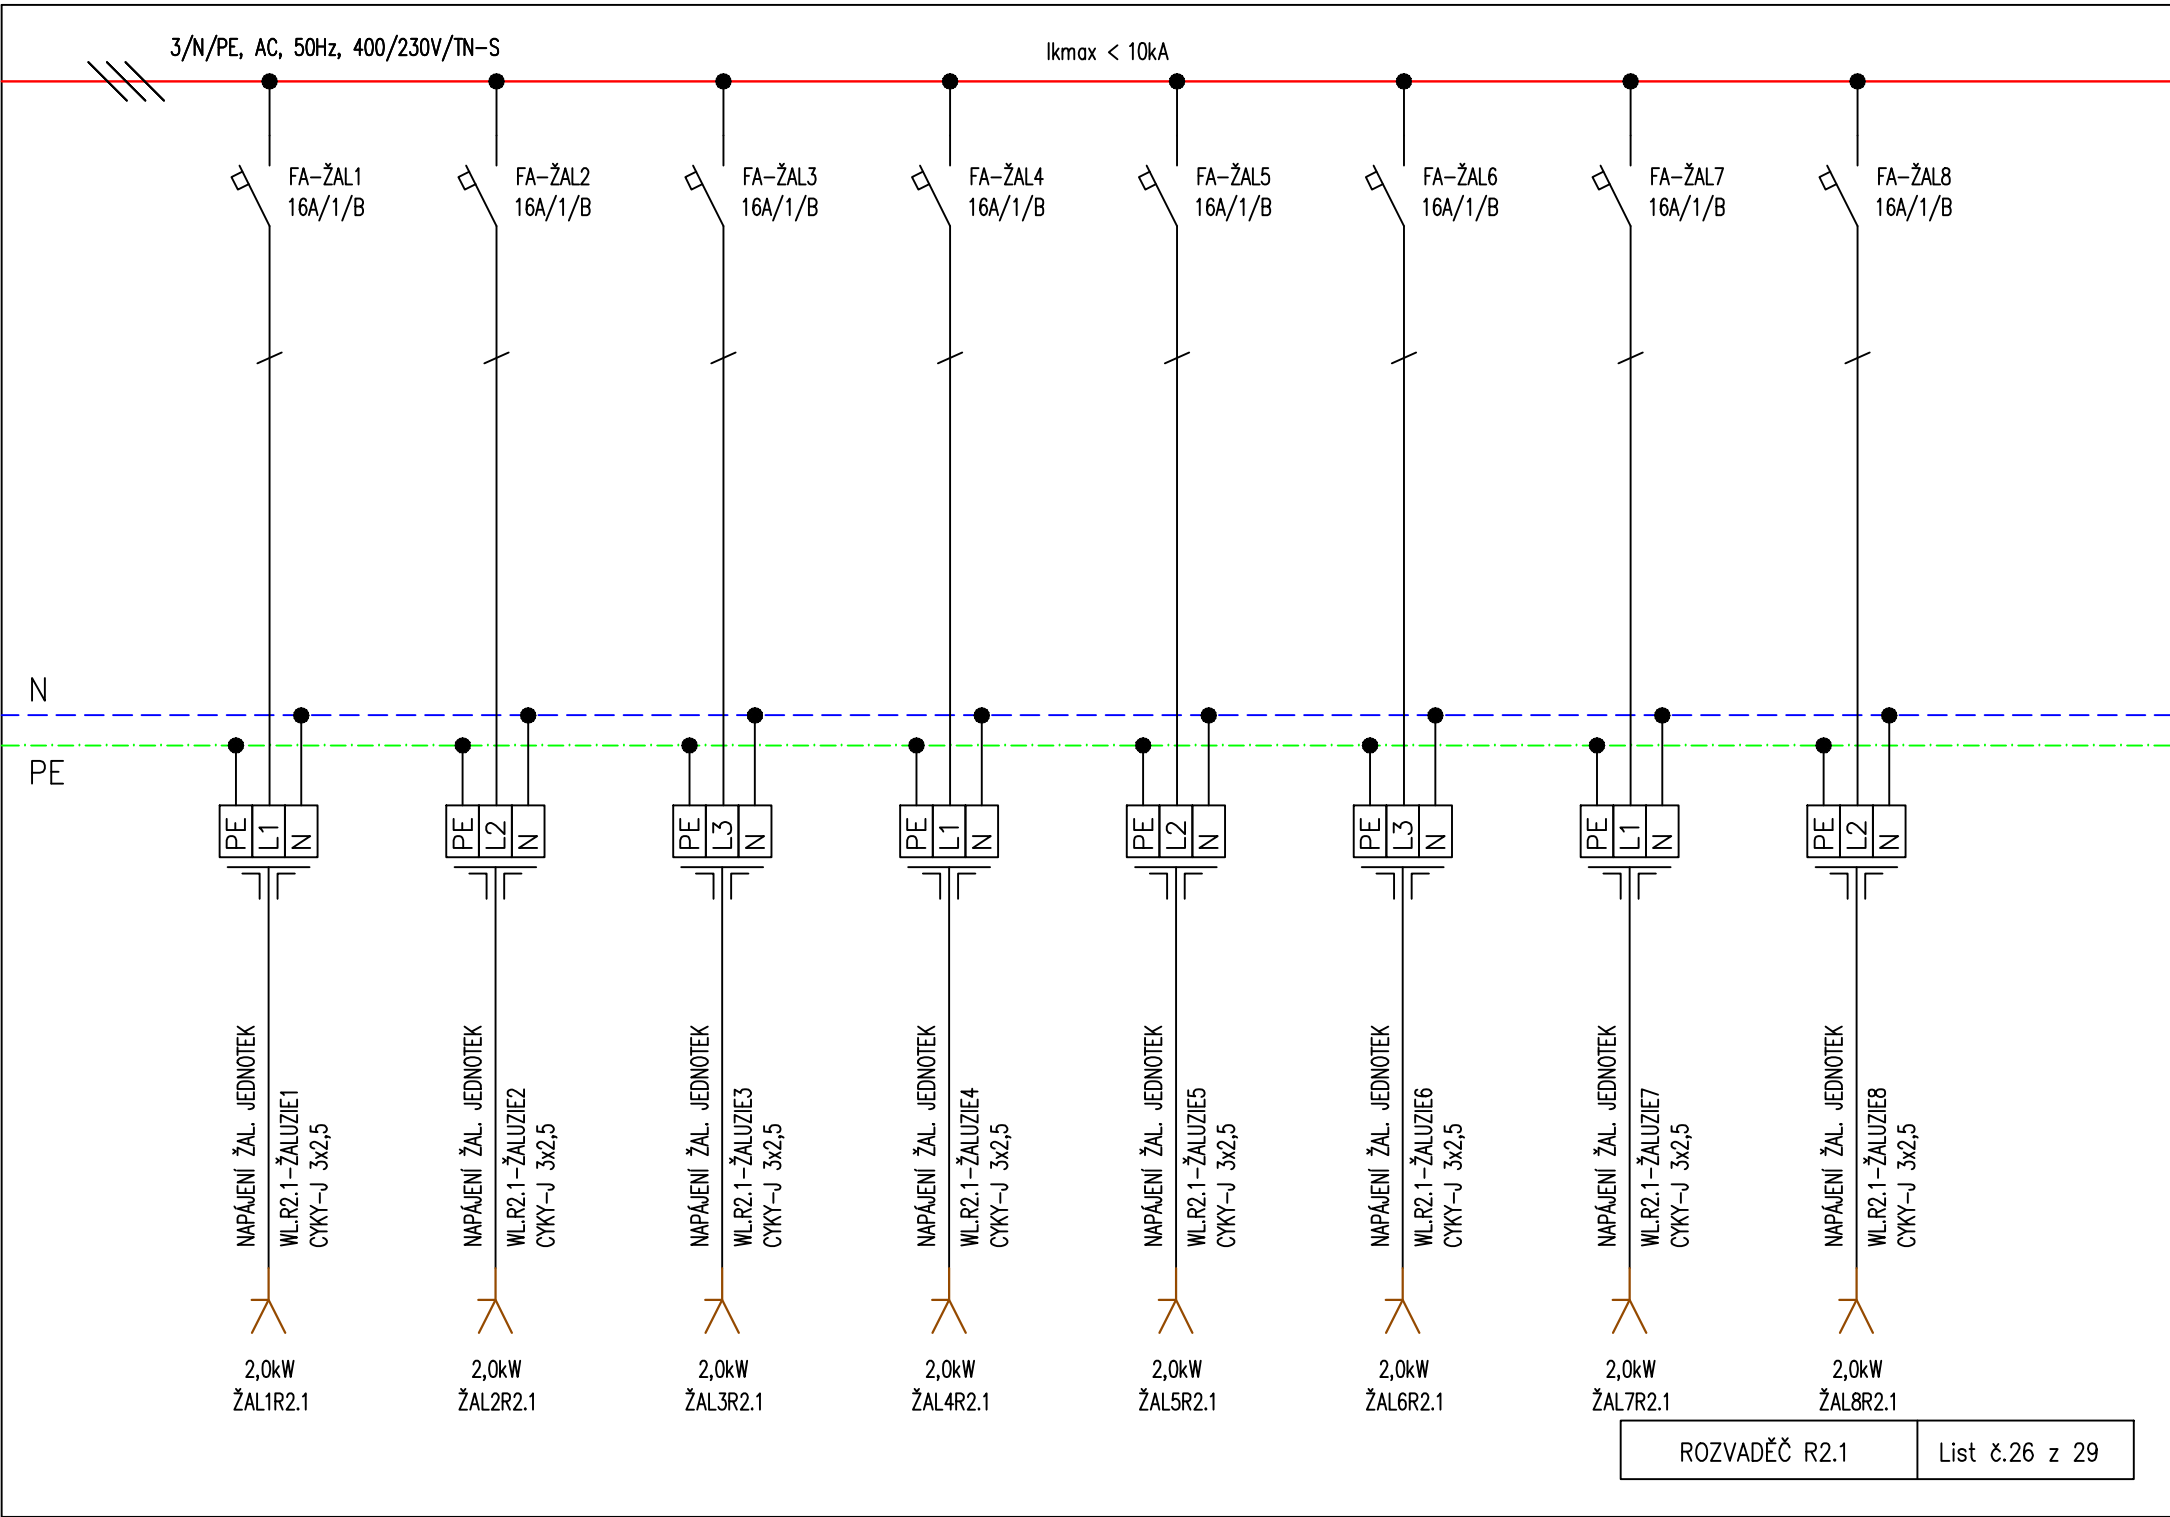 3/N/PE, AC, 50Hz, 400/230V/TN-S
Ikmax < 10kA
FA-ŽAL1
16A/1/B
FA-ŽAL2
16A/1/B
FA-ŽAL3
16A/1/B
FA-ŽAL4
16A/1/B
FA-ŽAL5
16A/1/B
FA-ŽAL6
16A/1/B
FA-ŽAL7
16A/1/B
FA-ŽAL8
16A/1/B
N
PE
PE L1 N
PE L2 N
PE L3 N
PE L1 N
PE L2 N
PE L3 N
PE L1 N
PE L2 N
NAPÁJENÍ ŽAL. JEDNOTEK
WL.R2.1-ŽALUZIE1
CYKY-J 3x2,5
NAPÁJENÍ ŽAL. JEDNOTEK
WL.R2.1-ŽALUZIE2
CYKY-J 3x2,5
NAPÁJENÍ ŽAL. JEDNOTEK
WL.R2.1-ŽALUZIE3
CYKY-J 3x2,5
NAPÁJENÍ ŽAL. JEDNOTEK
WL.R2.1-ŽALUZIE4
CYKY-J 3x2,5
NAPÁJENÍ ŽAL. JEDNOTEK
WL.R2.1-ŽALUZIE5
CYKY-J 3x2,5
NAPÁJENÍ ŽAL. JEDNOTEK
WL.R2.1-ŽALUZIE6
CYKY-J 3x2,5
NAPÁJENÍ ŽAL. JEDNOTEK
WL.R2.1-ŽALUZIE7
CYKY-J 3x2,5
NAPÁJENÍ ŽAL. JEDNOTEK
WL.R2.1-ŽALUZIE8
CYKY-J 3x2,5
2,0kW
ŽAL1R2.1
2,0kW
ŽAL2R2.1
2,0kW
ŽAL3R2.1
2,0kW
ŽAL4R2.1
2,0kW
ŽAL5R2.1
2,0kW
ŽAL6R2.1
2,0kW
ŽAL7R2.1
2,0kW
ŽAL8R2.1
ROZVADĚČ R2.1
List č.26 z 29